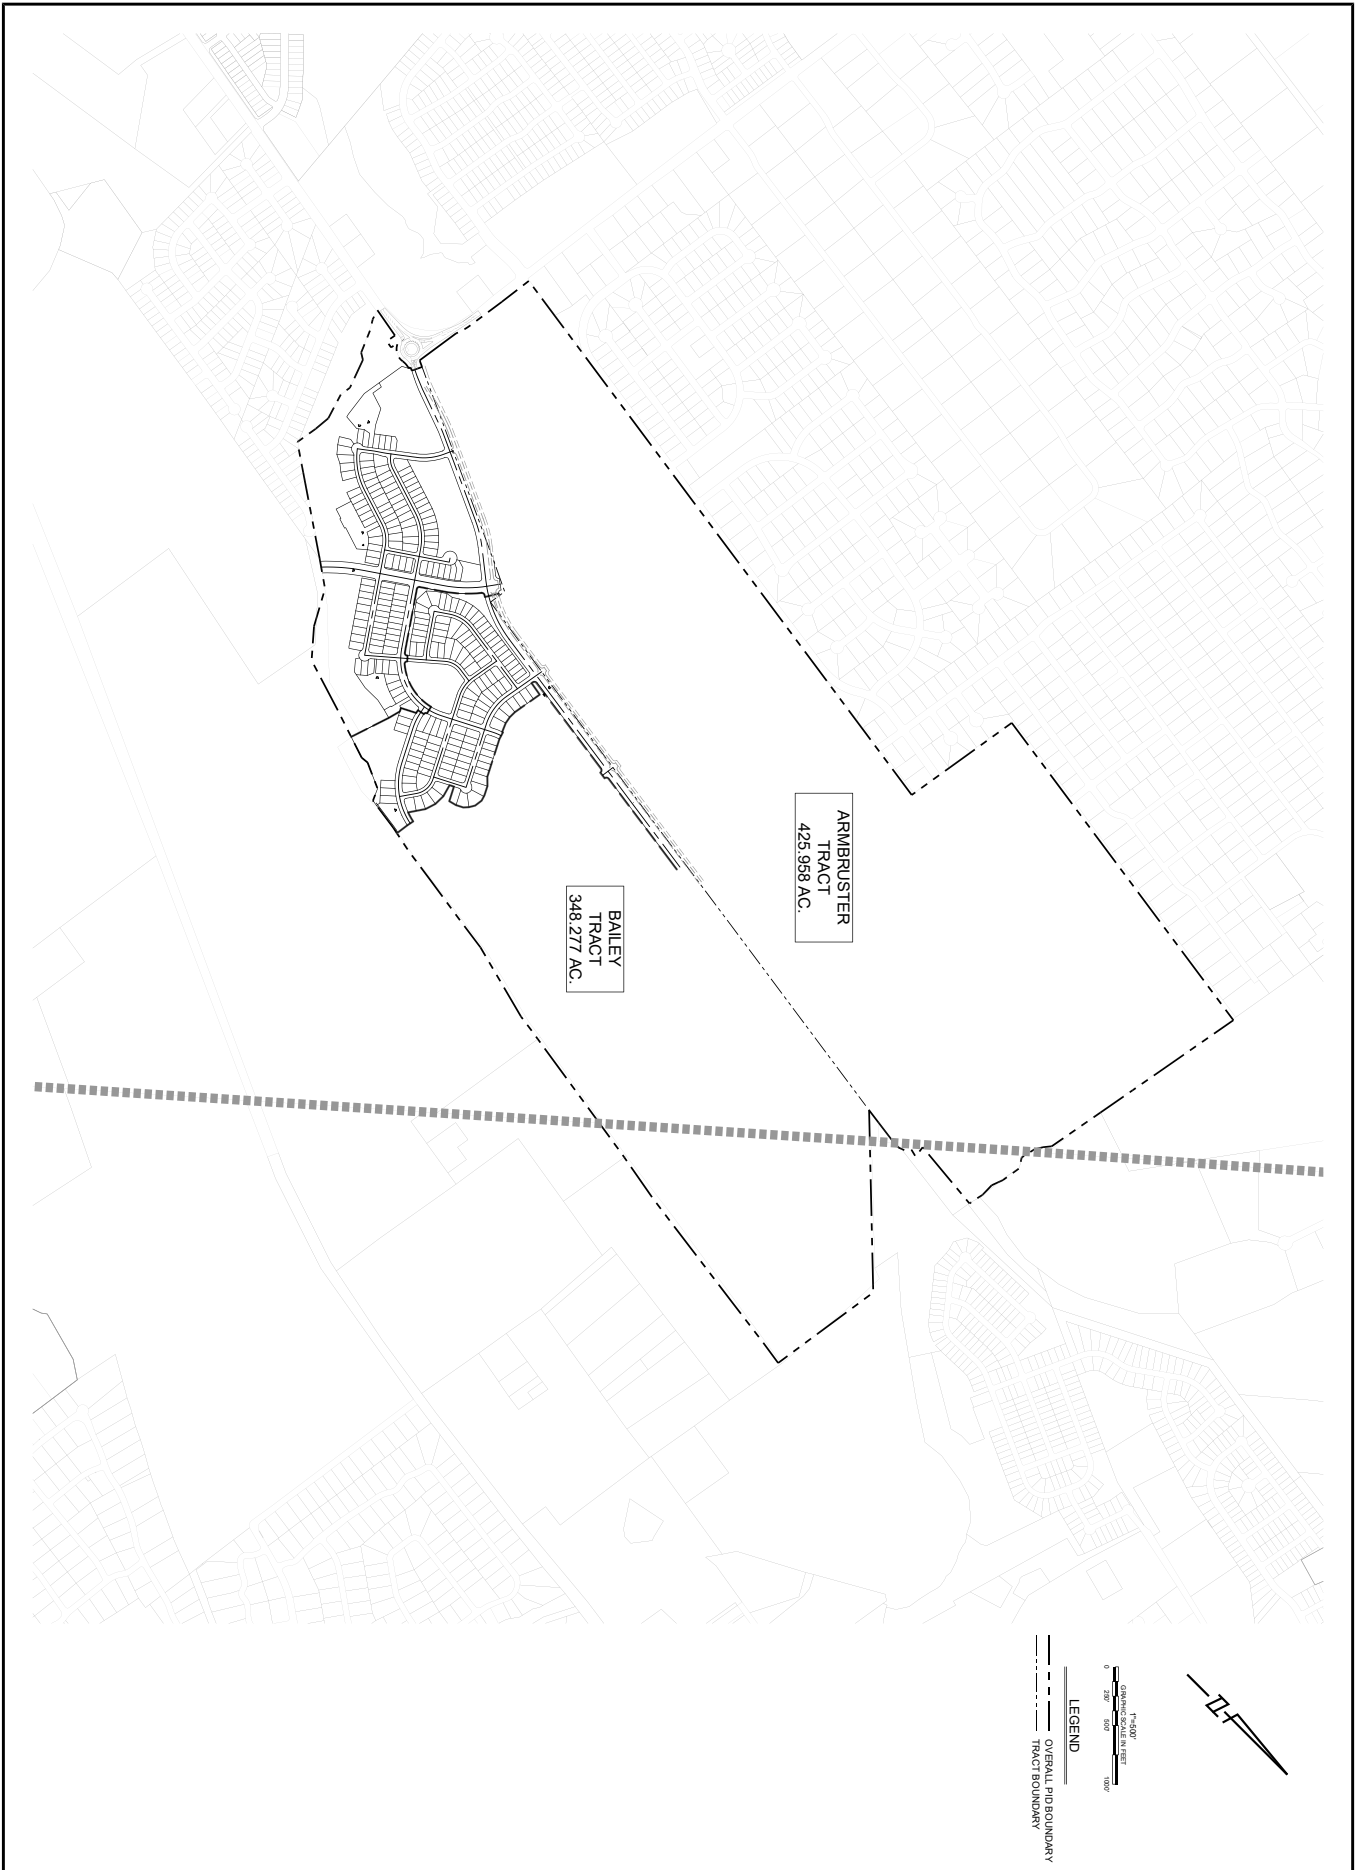 ARMBRUSTER
TRACT
425.958 AC.
BAILEY
TRACT
348.277 AC.
N
1"=500'
GRAPHIC SCALE IN FEET
0 250' 500' 1000'
LEGEND
OVERALL PID BOUNDARY
TRACT BOUNDARY